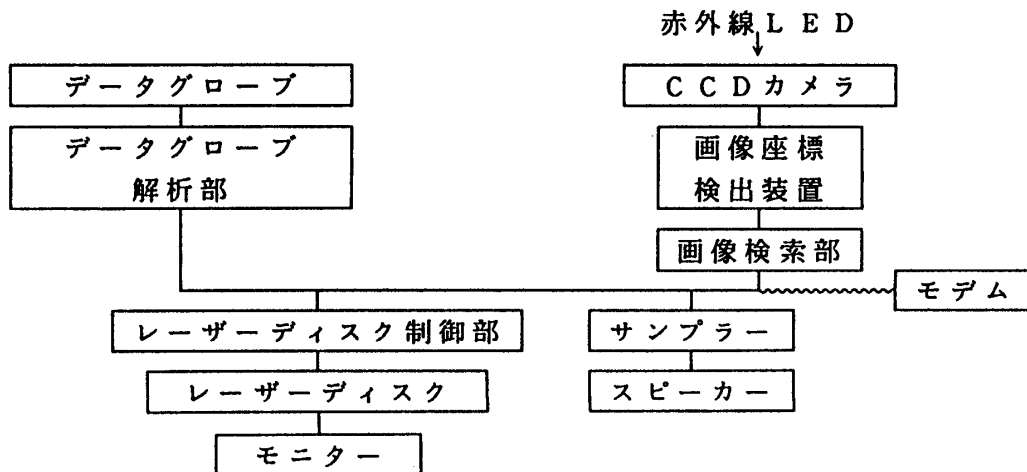 赤外線LED
データグローブ
CCDカメラ
データグローブ
解析部
画像座標
検出装置
画像検索部
モデム
レーザーディスク制御部
サンプラー
レーザーディスク
スピーカー
モニター